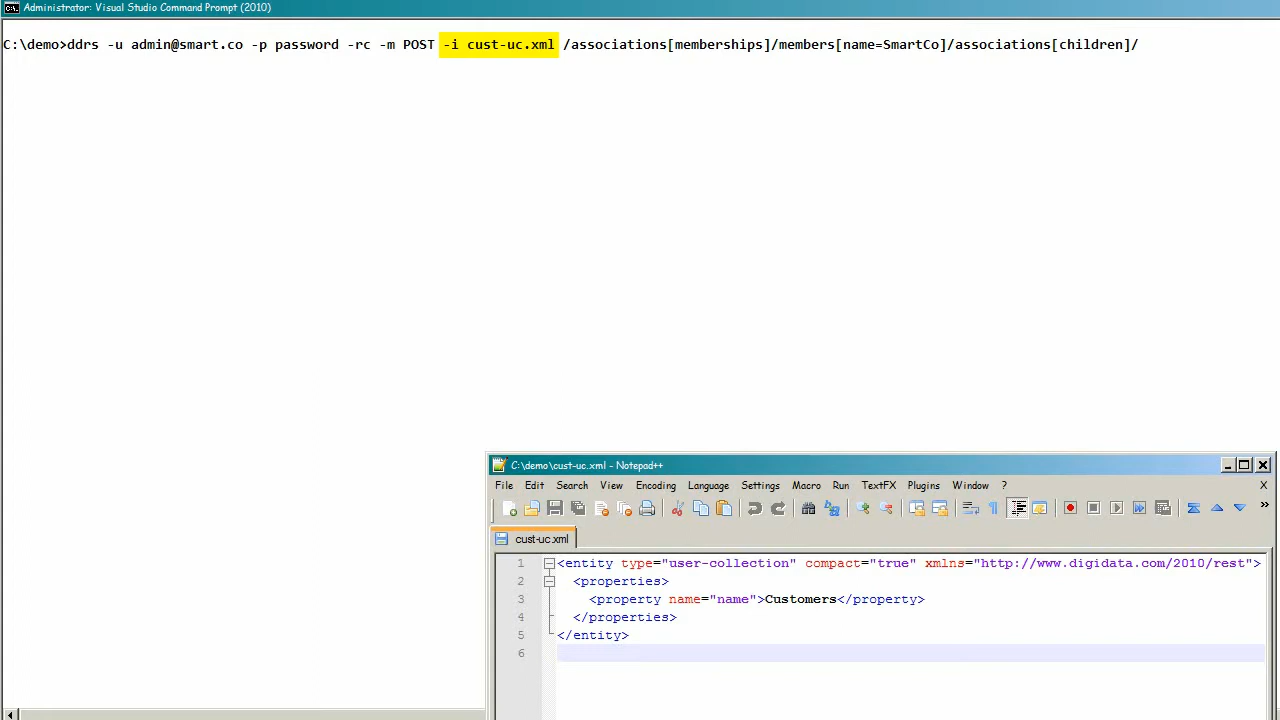 Administrator: Visual Studio Command Prompt (2010)
C:\demo>ddrs -u admin@smart.co -p password -rc -m POST -i cust-uc.xml /associations[memberships]/members[name=SmartCo]/associations[children]/
C:\demo\cust-uc.xml - Notepad++
File Edit Search View Encoding Language Settings Macro Run TextFX Plugins Window ? X
cust-uc.xml
1 <entity type="user-collection" compact="true" xmlns="http://www.digidata.com/2010/rest">
2 <properties>
3 <property name="name">Customers</property>
4 </properties>
5 </entity>
6